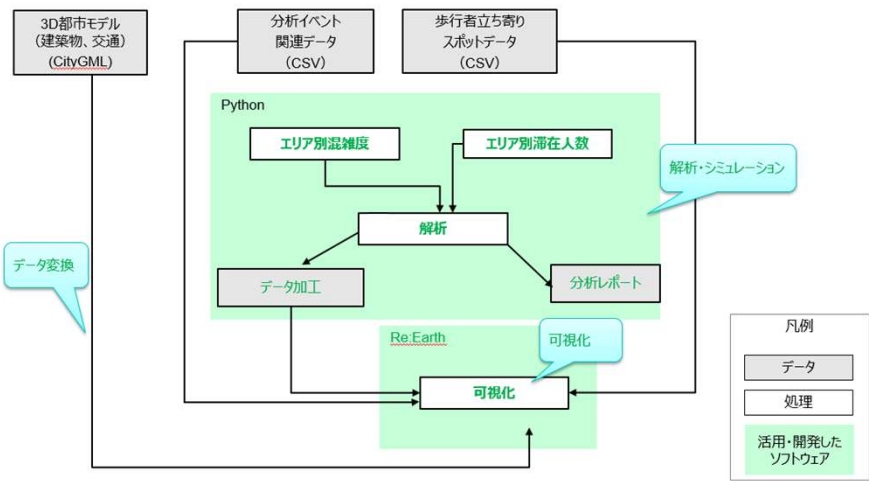 3D都市モデル
（建築物、交通）
(CityGML)
分析イベント
関連データ
（CSV）
歩行者立ち寄り
スポットデータ
（CSV）
Python
エリア別混雑度
エリア別滞在人数
解析・シミュレーション
解析
データ変換
データ加工
分析レポート
Re:Earth
可視化
可視化
凡例
データ
処理
活用・開発した
ソフトウェア